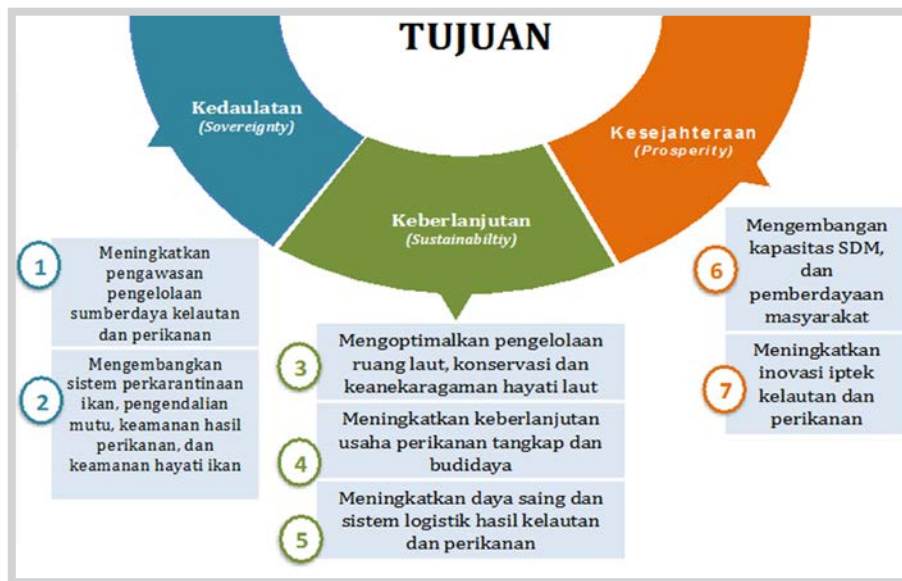 TUJUAN
Kedaulatan
(Sovereignty)
Keberlanjutan
(Sustainabiltiy)
Kesejahteraan
(Prosperity)
1
Meningkatkan
pengawasan
pengelolaan
sumberdaya kelautan
dan perikanan
2
Mengembangkan
sistem perkarantinaan
ikan, pengendalian
mutu, keamanan hasil
perikanan, dan
keamanan hayati ikan
3
Mengoptimalkan pengelolaan
ruang laut, konservasi dan
keanekaragaman hayati laut
4
Meningkatkan keberlanjutan
usaha perikanan tangkap dan
budidaya
5
Meningkatkan daya saing dan
sistem logistik hasil kelautan
dan perikanan
6
Mengembangan
kapasitas SDM,
dan
pemberdayaan
masyarakat
7
Meningkatkan
inovasi iptek
kelautan dan
perikanan